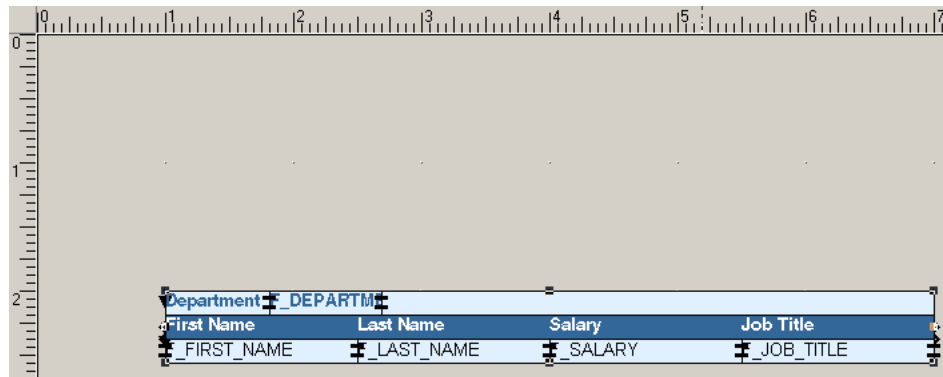 0 1 2 3 4 5 6 7
0
1
2
Department F_DEPARTME
First Name Last Name Salary Job Title
F_FIRST_NAME F_LAST_NAME F_SALARY F_JOB_TITLE